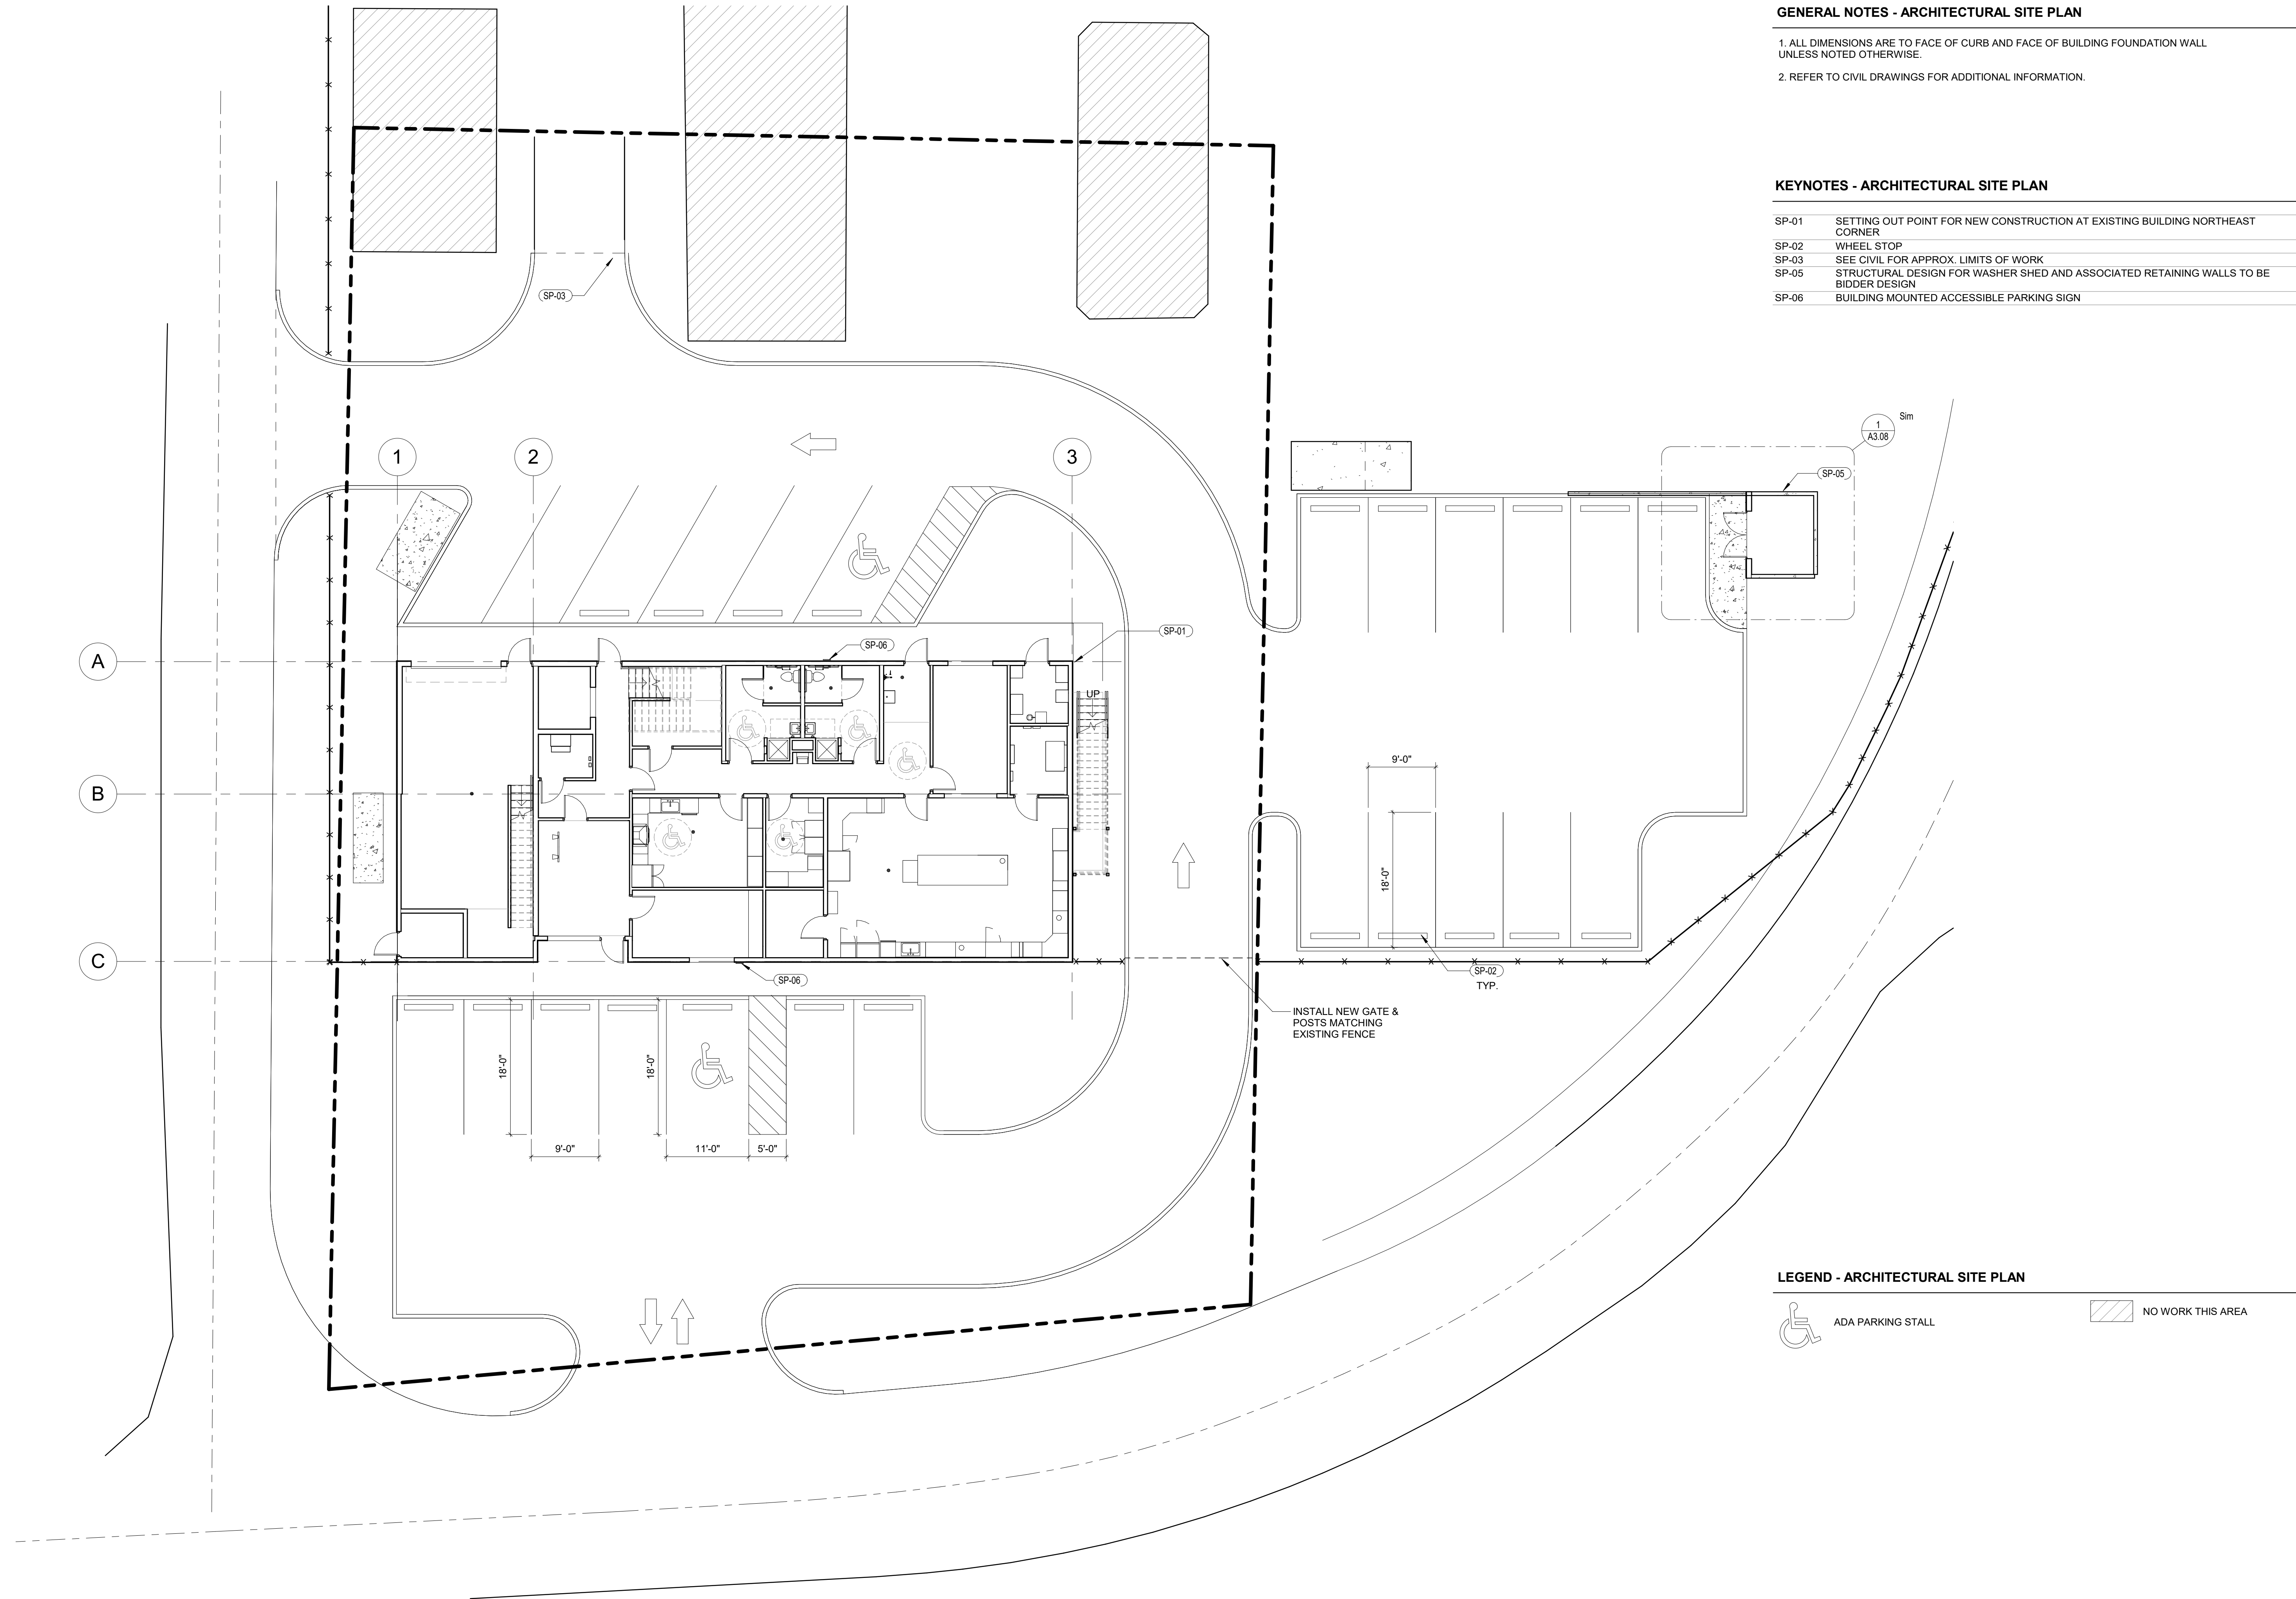 GENERAL NOTES - ARCHITECTURAL SITE PLAN
1. ALL DIMENSIONS ARE TO FACE OF CURB AND FACE OF BUILDING FOUNDATION WALL
UNLESS NOTED OTHERWISE.
2. REFER TO CIVIL DRAWINGS FOR ADDITIONAL INFORMATION.
KEYNOTES - ARCHITECTURAL SITE PLAN
SP-01 SETTING OUT POINT FOR NEW CONSTRUCTION AT EXISTING BUILDING NORTHEAST
CORNER
SP-02 WHEEL STOP
SP-03 SEE CIVIL FOR APPROX. LIMITS OF WORK
SP-05 STRUCTURAL DESIGN FOR WASHER SHED AND ASSOCIATED RETAINING WALLS TO BE
BIDDER DESIGN
SP-06 BUILDING MOUNTED ACCESSIBLE PARKING SIGN
SP-03
Sim
1
A3.08
1
2
3
SP-05
SP-01
SP-06
A
UP
9'-0"
B
18'-0"
C
SP-06
SP-02
TYP.
INSTALL NEW GATE &
POSTS MATCHING
EXISTING FENCE
18'-0"
18'-0"
9'-0"
11'-0"
5'-0"
LEGEND - ARCHITECTURAL SITE PLAN
ADA PARKING STALL
NO WORK THIS AREA